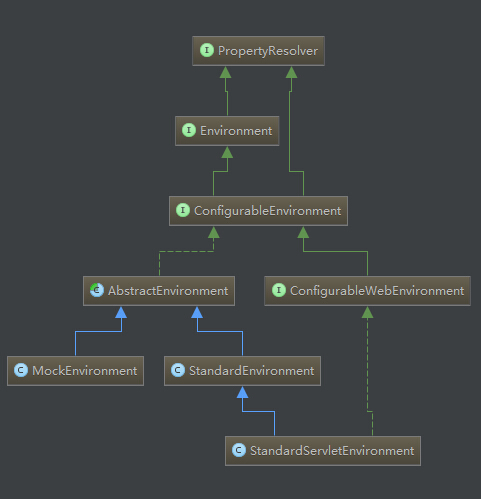 I PropertyResolver
I Environment
I ConfigurableEnvironment
C AbstractEnvironment
I ConfigurableWebEnvironment
C MockEnvironment
C StandardEnvironment
C StandardServletEnvironment